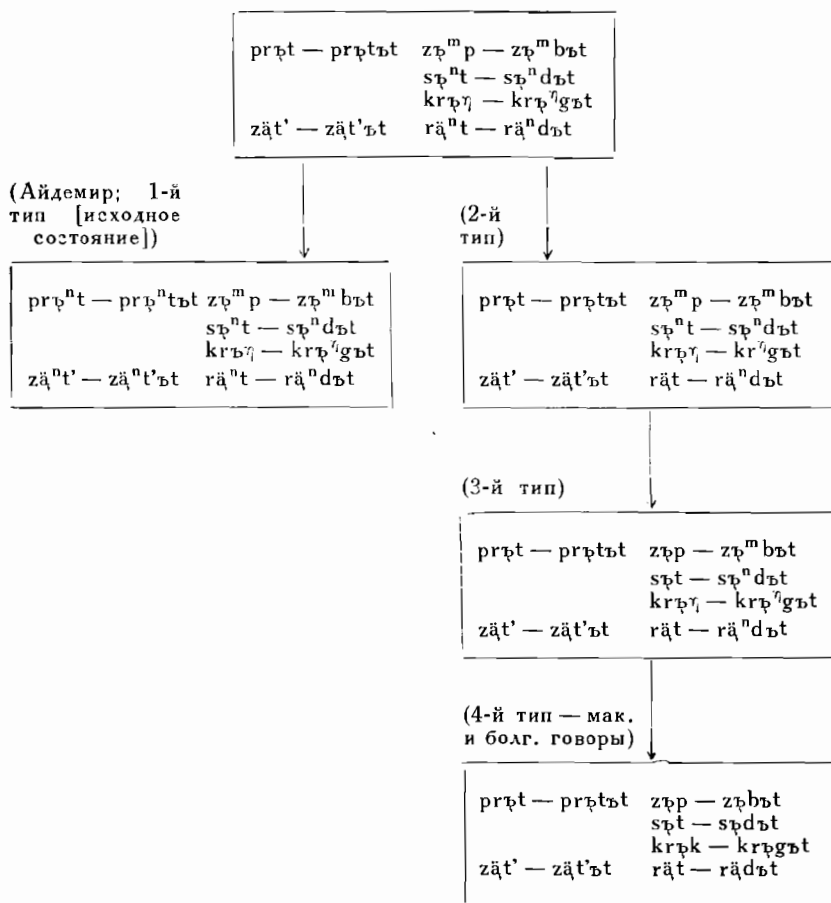 prъ̨t — prъ̨tъt zъ̨ᵐp — zъ̨ᵐbъt
sъ̨ⁿt — sъ̨ⁿdъt
krъ̨η — krъ̨ᵑgъt
zą̈t' — zą̈t'ъt rą̈ⁿt — rą̈ⁿdъt
(Айдемир; 1-й
тип [исходное
состояние])
prъ̨ⁿt — prъ̨ⁿtъt zъ̨ᵐp — zъ̨ᵐbъt
sъ̨ⁿt — sъ̨ⁿdъt
krъ̨η — krъ̨ᵑgъt
zą̈ⁿt' — zą̈ⁿt'ъt rą̈ⁿt — rą̈ⁿdъt
(2-й
тип)
prъ̨t — prъ̨tъt zъ̨ᵐp — zъ̨ᵐbъt
sъ̨ⁿt — sъ̨ⁿdъt
krъ̨η — krᵑgъt
zą̈t' — zą̈t'ъt rą̈t — rą̈ⁿdъt
(3-й тип)
prъ̨t — prъ̨tъt zъ̨p — zъ̨ᵐbъt
sъ̨t — sъ̨ⁿdъt
krъ̨η — krъ̨ᵑgъt
zą̈t' — zą̈t'ъt rą̈t — rą̈ⁿdъt
(4-й тип — мак.
и болг. говоры)
prъ̨t — prъ̨tъt zъ̨p — zъ̨bъt
sъ̨t — sъ̨dъt
krъ̨k — krъ̨gъt
zą̈t' — zą̈t'ъt rą̈t — rą̈dъt